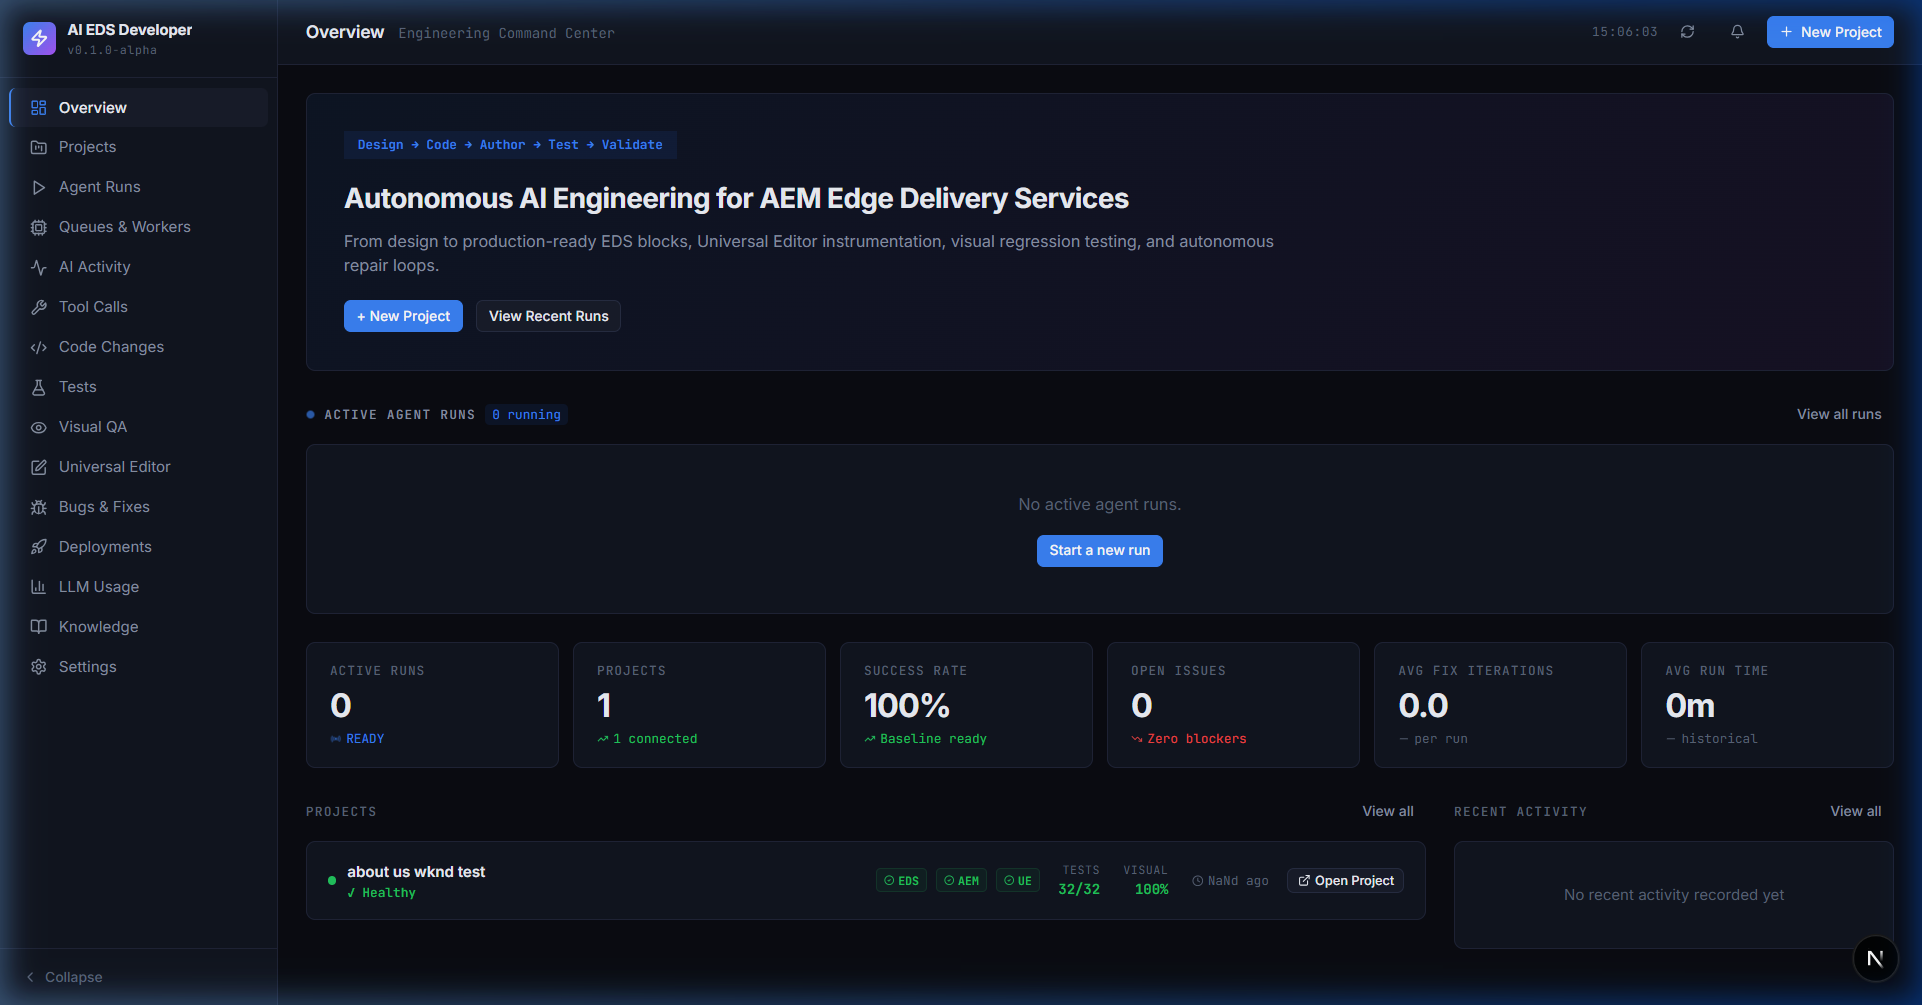 AI EDS Developer
v0.1.0-alpha
Overview
Projects
Agent Runs
Queues & Workers
AI Activity
Tool Calls
Code Changes
Tests
Visual QA
Universal Editor
Bugs & Fixes
Deployments
LLM Usage
Knowledge
Settings
Collapse
Overview Engineering Command Center
15:06:03
+ New Project
Design → Code → Author → Test → Validate
Autonomous AI Engineering for AEM Edge Delivery Services
From design to production-ready EDS blocks, Universal Editor instrumentation, visual regression testing, and autonomous
repair loops.
+ New Project
View Recent Runs
ACTIVE AGENT RUNS 0 running
View all runs
No active agent runs.
Start a new run
ACTIVE RUNS
0
READY
PROJECTS
1
1 connected
SUCCESS RATE
100%
Baseline ready
OPEN ISSUES
0
Zero blockers
AVG FIX ITERATIONS
0.0
— per run
AVG RUN TIME
0m
— historical
PROJECTS
View all
about us wknd test
✓ Healthy
EDS
AEM
UE
TESTS
32/32
VISUAL
100%
NaNd ago
Open Project
RECENT ACTIVITY
View all
No recent activity recorded yet
N